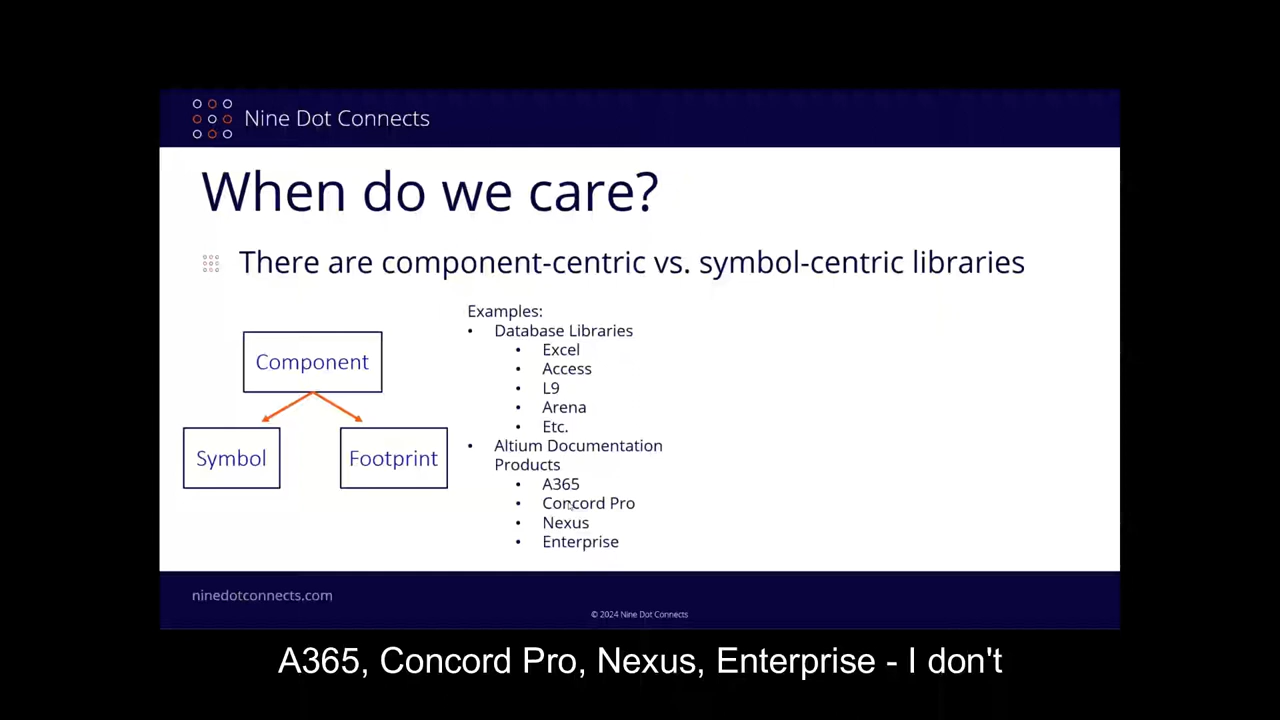 Nine Dot Connects
When do we care?
There are component-centric vs. symbol-centric libraries
Component
Symbol
Footprint
Examples:
• Database Libraries
• Excel
• Access
• L9
• Arena
• Etc.
• Altium Documentation
Products
• A365
• Concord Pro
• Nexus
• Enterprise
ninedotconnects.com
© 2024 Nine Dot Connects
A365, Concord Pro, Nexus, Enterprise - I don't